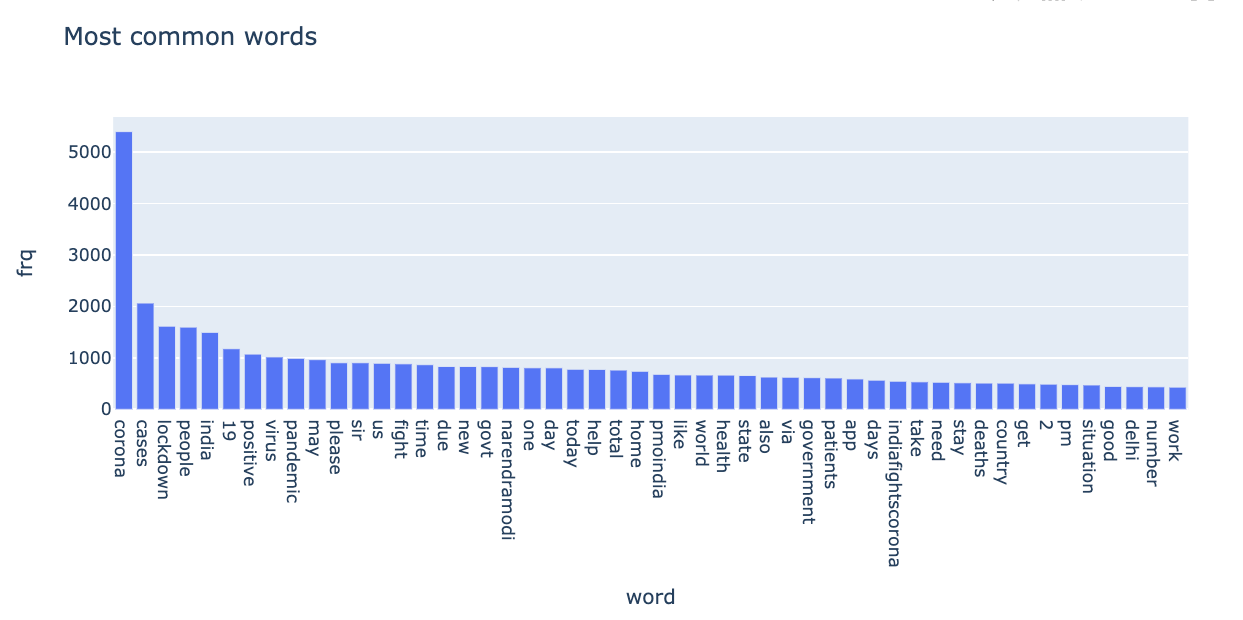 Most common words
5000
4000
3000
2000
1000
0
frq
corona
cases
lockdown
people
india
19
positive
virus
pandemic
may
please
sir
us
fight
time
due
new
govt
narendramodi
one
day
today
help
total
home
pmoindia
like
world
health
state
also
via
government
patients
app
days
indiafightscorona
take
need
stay
deaths
country
get
2
pm
situation
good
delhi
number
work
word